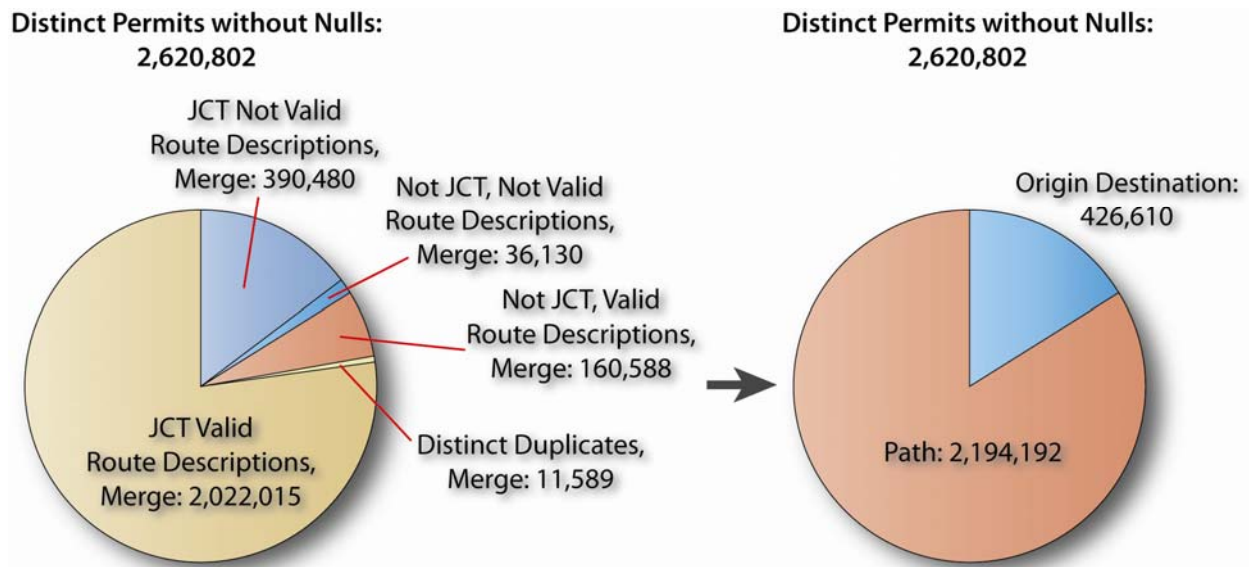 Distinct Permits without Nulls:
2,620,802
JCT Not Valid
Route Descriptions,
Merge: 390,480
Not JCT, Not Valid
Route Descriptions,
Merge: 36,130
Not JCT, Valid
Route Descriptions,
Merge: 160,588
Distinct Duplicates,
Merge: 11,589
JCT Valid
Route Descriptions,
Merge: 2,022,015
Distinct Permits without Nulls:
2,620,802
Origin Destination:
426,610
Path: 2,194,192